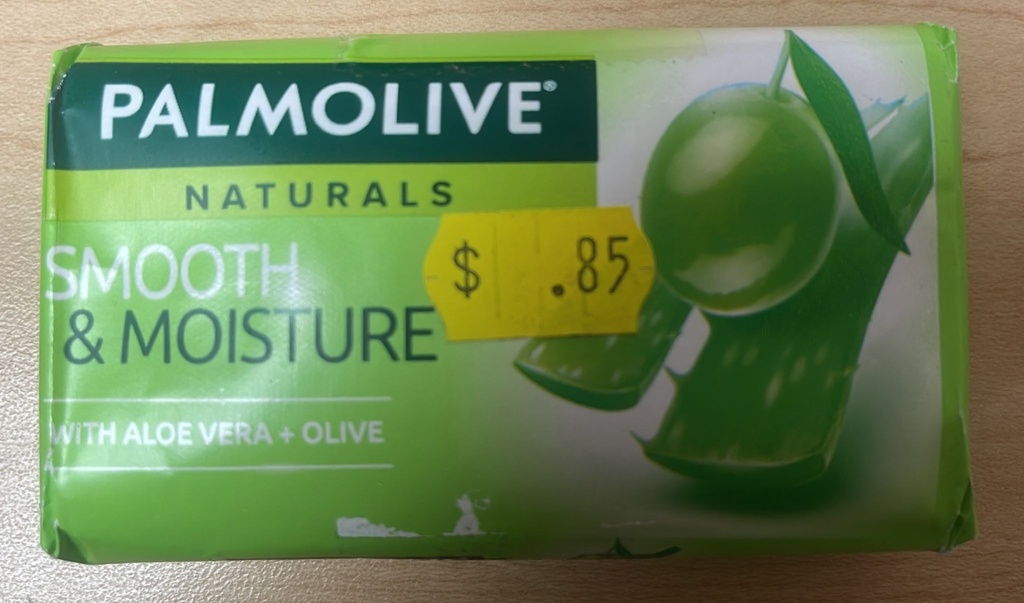 PALMOLIVE®
NATURALS
SMOOTH
& MOISTURE
$ .85
WITH ALOE VERA + OLIVE